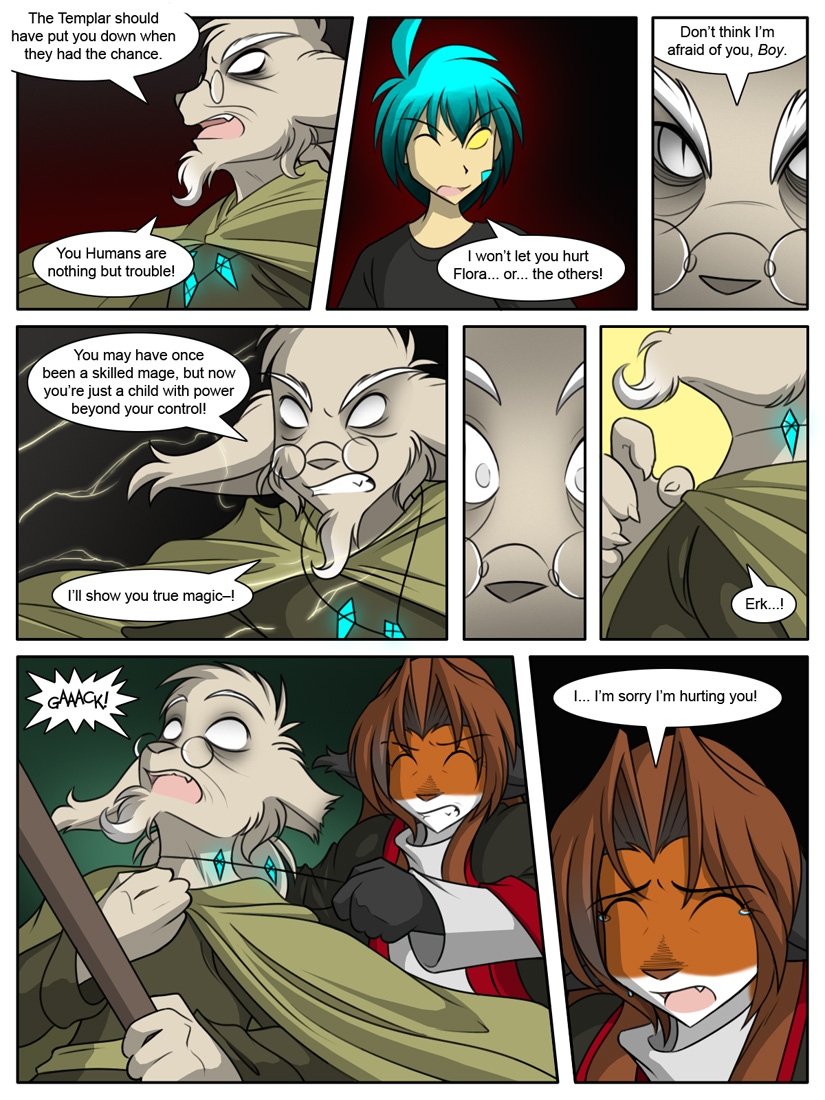 The Templar should
have put you down when
they had the chance.
You Humans are
nothing but trouble!
I won't let you hurt
Flora... or... the others!
Don't think I'm
afraid of you, Boy.
You may have once
been a skilled mage, but now
you're just a child with power
beyond your control!
I'll show you true magic–!
Erk...!
GAAACK!
I... I'm sorry I'm hurting you!